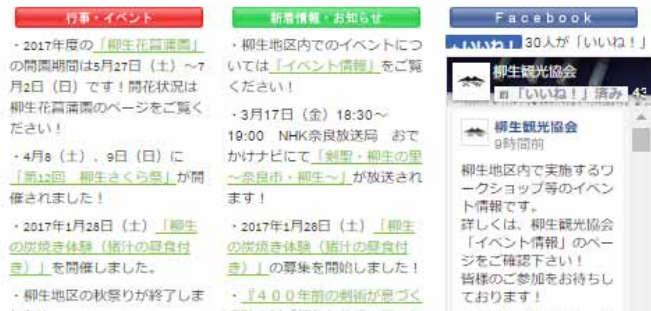 行事・イベント
・2017年度の「柳生花菖蒲園」
の開園期間は5月27日（土）～7
月2日（日）です！開花状況は
柳生花菖蒲園のページをご覧く
ださい！
・4月8（土）、9日（日）に
「第12回　柳生さくら祭」が開
催されました！
・2017年1月28日（土）「柳生
の炭焼き体験（猪汁の昼食付
き）」を開催しました。
・柳生地区の秋祭りが終了しま
新着情報・お知らせ
・柳生地区内でのイベントにつ
いては「イベント情報」をご覧
ください！
・3月17日（金）18:30～
19:00　NHK奈良放送局　おで
かけナビにて「剣聖・柳生の里
～奈良市・柳生～」が放送され
ます！
・2017年1月28日（土）「柳生
の炭焼き体験（猪汁の昼食付
き）」の募集を開始しました！
・『４００年前の剣術が息づく
Facebook
いいね！ 30人が「いいね！」
柳生観光協会
「いいね！」済み 43
柳生観光協会
9時間前
柳生地区内で実施するワ
ークショップ等のイベン
ト情報です。
詳しくは、柳生観光協会
「イベント情報」のペー
ジをご確認下さい！
皆様のご参加をお待ちし
ております！